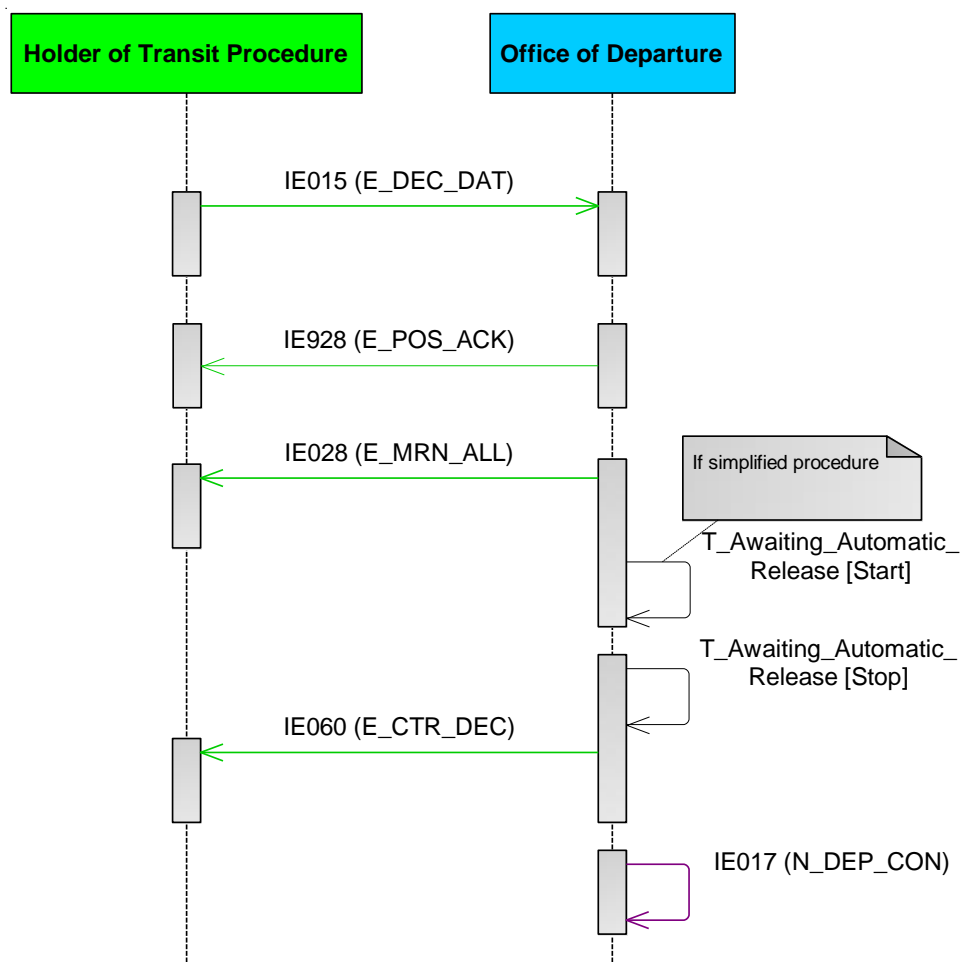 Holder of Transit Procedure
Office of Departure
IE015 (E_DEC_DAT)
IE928 (E_POS_ACK)
IE028 (E_MRN_ALL)
If simplified procedure
T_Awaiting_Automatic_
Release [Start]
T_Awaiting_Automatic_
Release [Stop]
IE060 (E_CTR_DEC)
IE017 (N_DEP_CON)